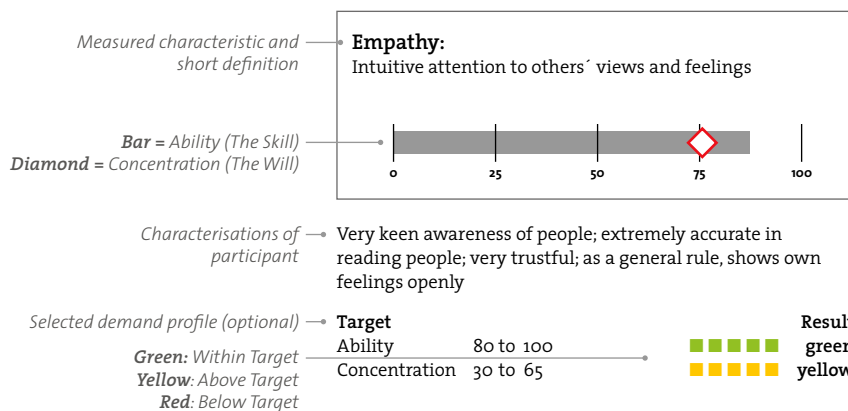 Measured characteristic and
short definition
Empathy:
Intuitive attention to others´ views and feelings
Bar = Ability (The Skill)
Diamond = Concentration (The Will)
0 25 50 75 100
Characterisations of
participant
Very keen awareness of people; extremely accurate in
reading people; very trustful; as a general rule, shows own
feelings openly
Selected demand profile (optional)
Target Result
Ability 80 to 100 green
Concentration 30 to 65 yellow
Green: Within Target
Yellow: Above Target
Red: Below Target